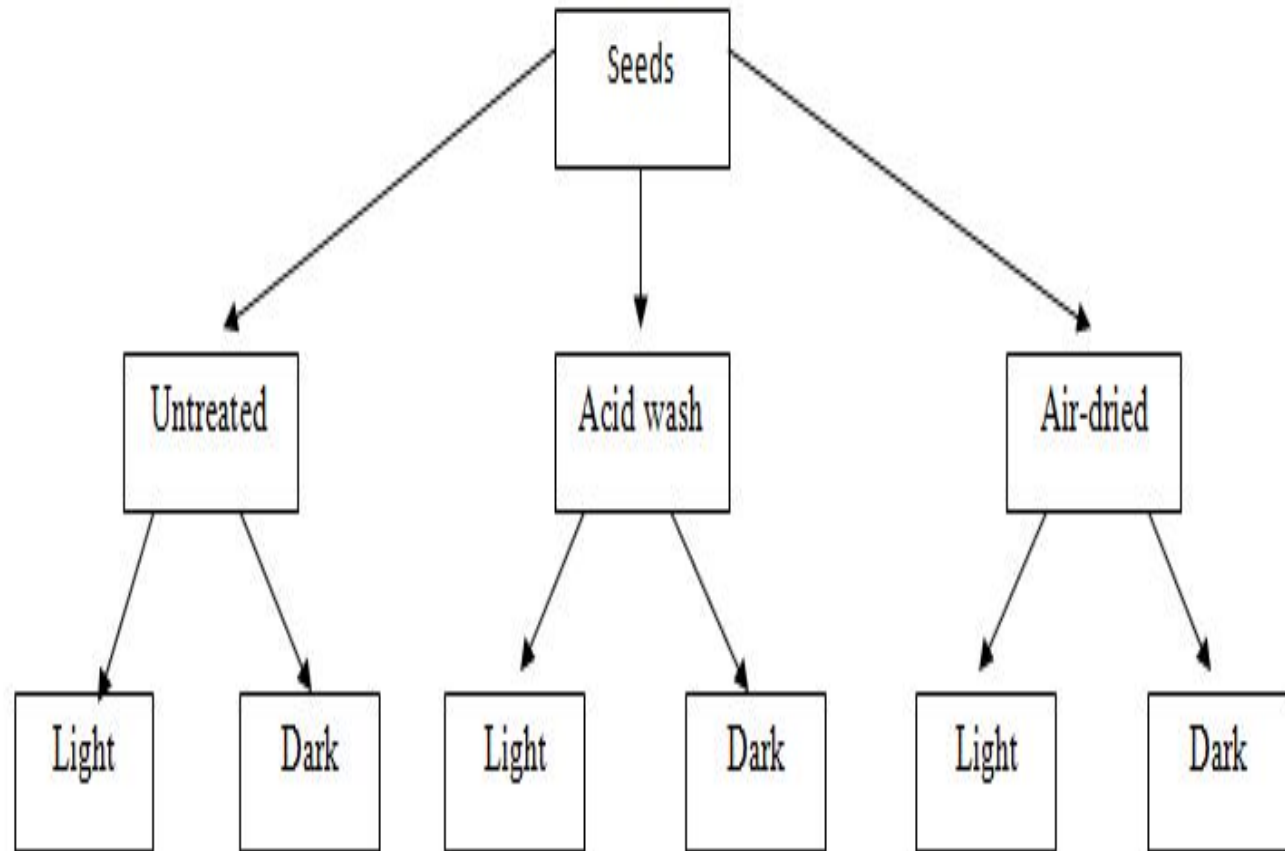 Seeds
Untreated
Acid wash
Air-dried
Light
Dark
Light
Dark
Light
Dark